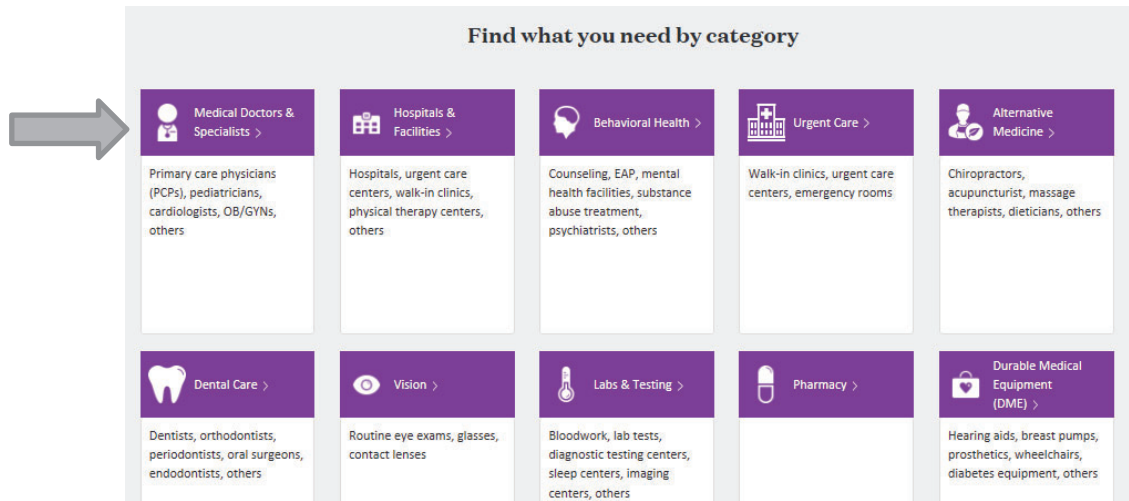 Find what you need by category
Medical Doctors &
Specialists >
Primary care physicians
(PCPs), pediatricians,
cardiologists, OB/GYNs,
others
Hospitals &
Facilities >
Hospitals, urgent care
centers, walk-in clinics,
physical therapy centers,
others
Behavioral Health >
Counseling, EAP, mental
health facilities, substance
abuse treatment,
psychiatrists, others
Urgent Care >
Walk-in clinics, urgent care
centers, emergency rooms
Alternative
Medicine >
Chiropractors,
acupuncturist, massage
therapists, dieticians, others
Dental Care >
Dentists, orthodontists,
periodontists, oral surgeons,
endodontists, others
Vision >
Routine eye exams, glasses,
contact lenses
Labs & Testing >
Bloodwork, lab tests,
diagnostic testing centers,
sleep centers, imaging
centers, others
Pharmacy >
Durable Medical
Equipment
(DME) >
Hearing aids, breast pumps,
prosthetics, wheelchairs,
diabetes equipment, others